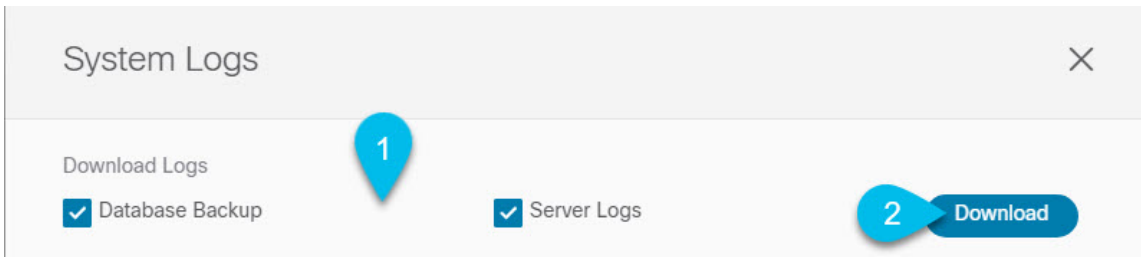 System Logs
1
Download Logs
Database Backup
Server Logs
2
Download